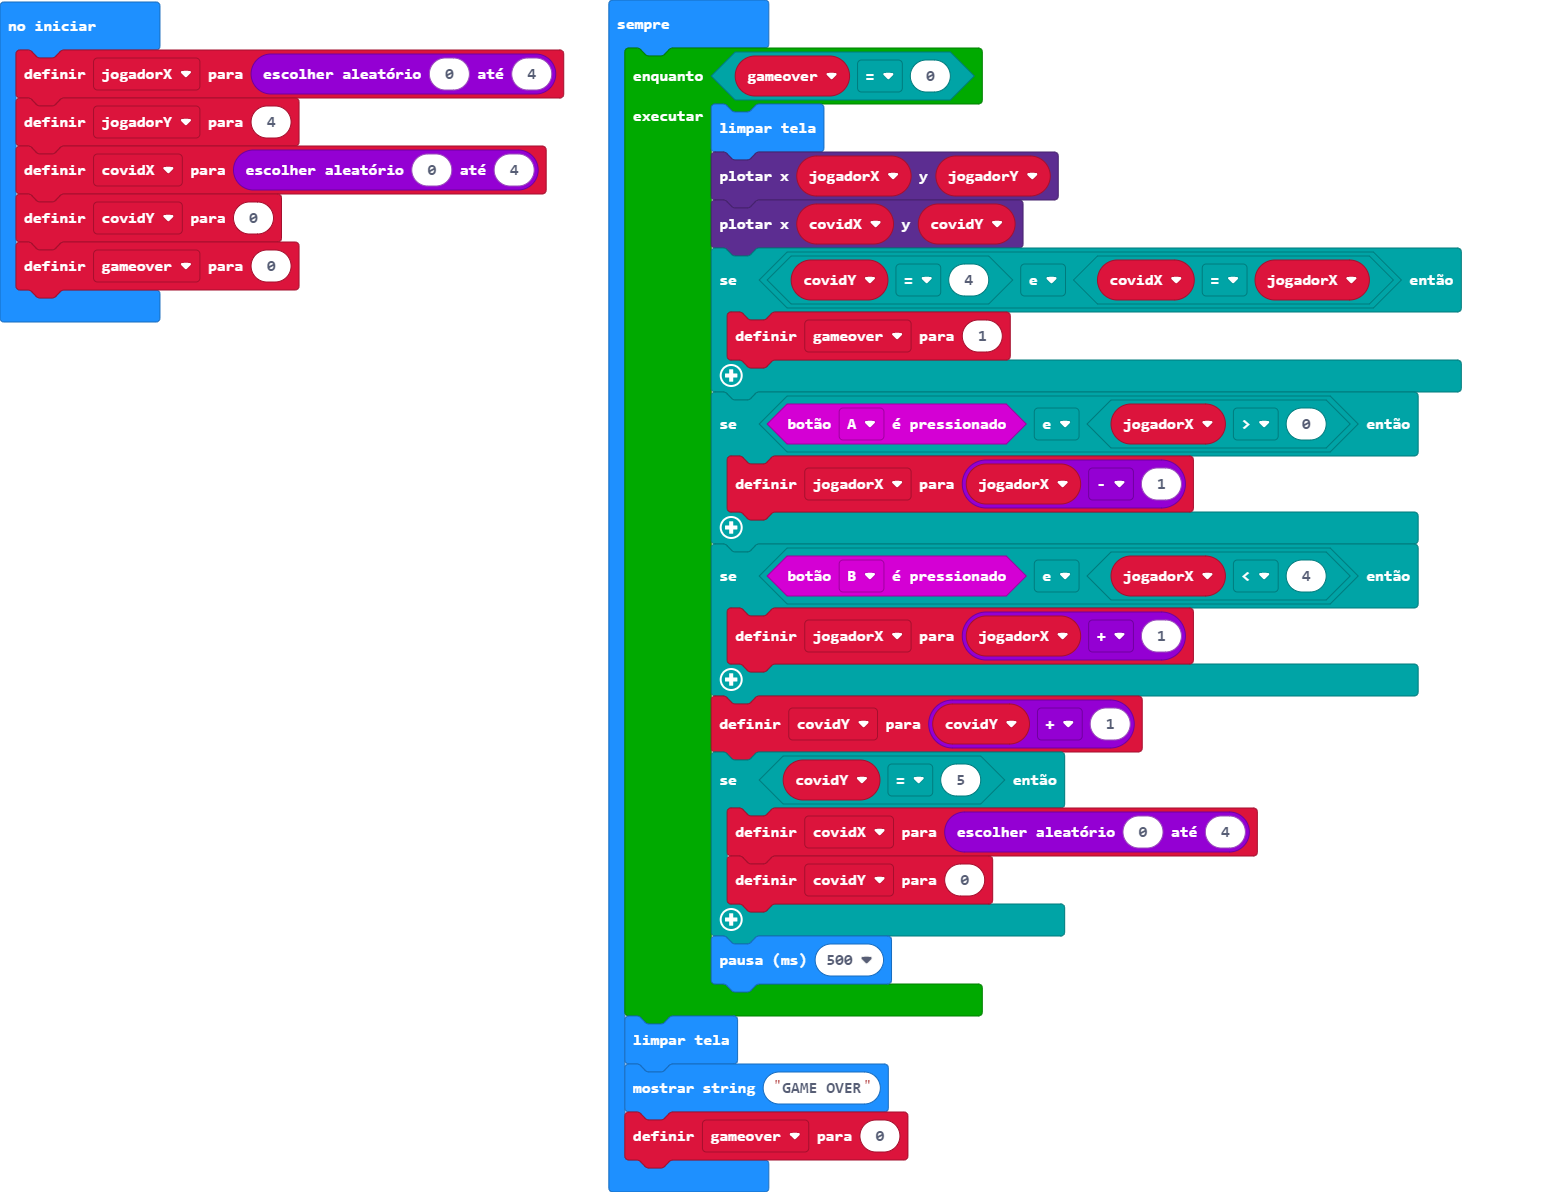 no iniciar
definir jogadorX para escolher aleatório 0 até 4
definir jogadorY para 4
definir covidX para escolher aleatório 0 até 4
definir covidY para 0
definir gameover para 0
sempre
enquanto gameover = 0
executar
limpar tela
plotar x jogadorX y jogadorY
plotar x covidX y covidY
se covidY = 4 e covidX = jogadorX então
definir gameover para 1
se botão A é pressionado e jogadorX > 0 então
definir jogadorX para jogadorX - 1
se botão B é pressionado e jogadorX < 4 então
definir jogadorX para jogadorX + 1
definir covidY para covidY + 1
se covidY = 5 então
definir covidX para escolher aleatório 0 até 4
definir covidY para 0
pausa (ms) 500
limpar tela
mostrar string "GAME OVER"
definir gameover para 0